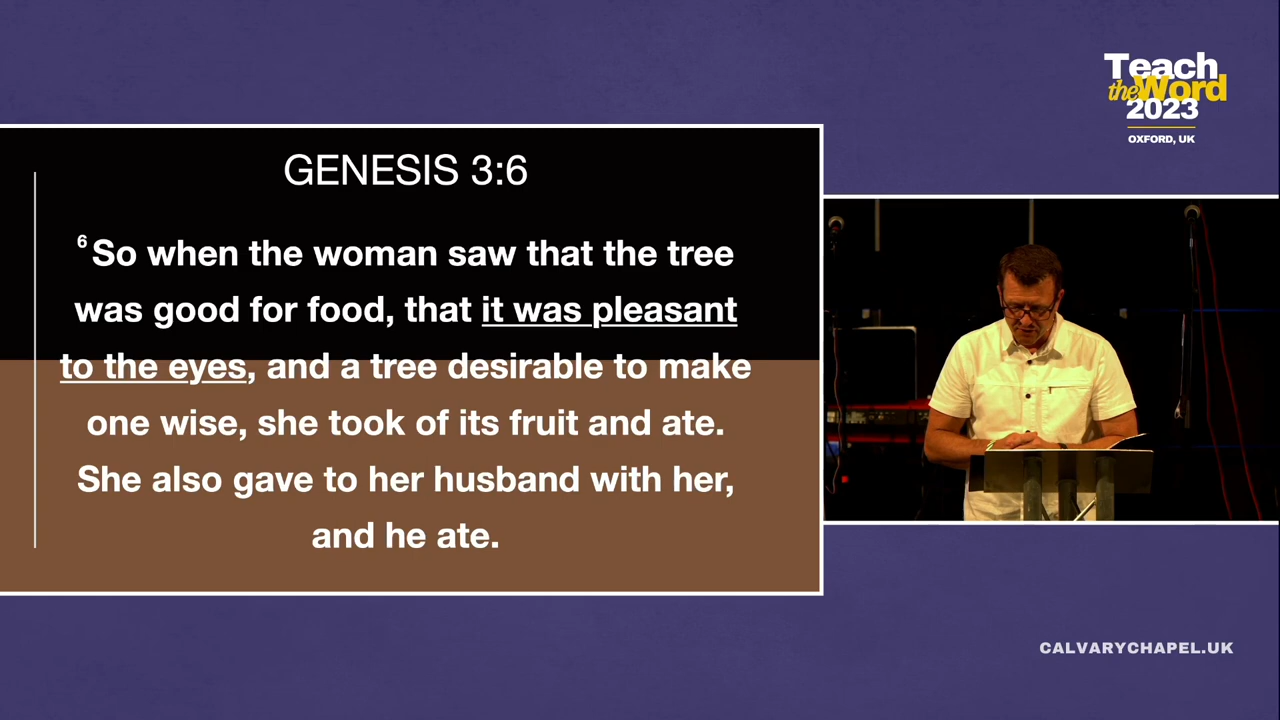 Teach
theWord
2023
OXFORD, UK
GENESIS 3:6
6 So when the woman saw that the tree
was good for food, that it was pleasant
to the eyes, and a tree desirable to make
one wise, she took of its fruit and ate.
She also gave to her husband with her,
and he ate.
CALVARYCHAPEL.UK